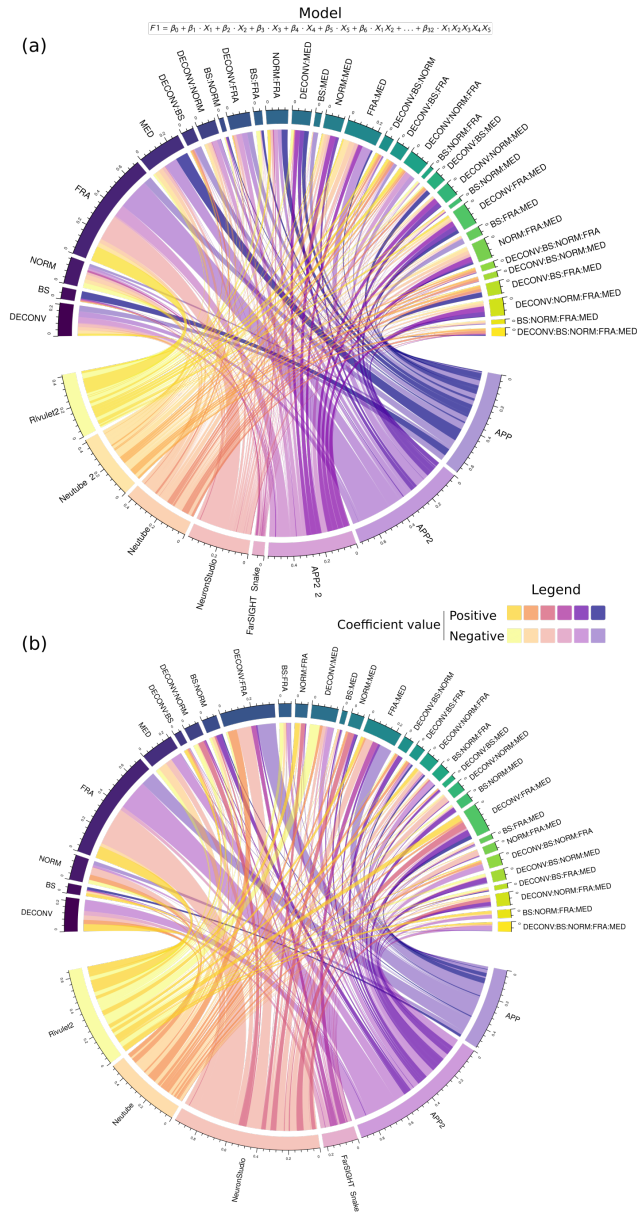 Model
F1 = β₀ + β₁ · X₁ + β₂ · X₂ + β₃ · X₃ + β₄ · X₄ + β₅ · X₅ + β₆ · X₁X₂ + . . . + β₃₂ · X₁X₂X₃X₄X₅
(a)
DECONV
BS
NORM
FRA
MED
DECONV:BS
DECONV:NORM
BS:NORM
DECONV:FRA
BS:FRA
NORM:FRA
DECONV:MED
BS:MED
NORM:MED
FRA:MED
DECONV:BS:NORM
DECONV:BS:FRA
DECONV:NORM:FRA
BS:NORM:FRA
DECONV:BS:MED
DECONV:NORM:MED
BS:NORM:MED
DECONV:FRA:MED
BS:FRA:MED
NORM:FRA:MED
DECONV:BS:NORM:FRA
DECONV:BS:NORM:MED
DECONV:BS:FRA:MED
DECONV:NORM:FRA:MED
BS:NORM:FRA:MED
DECONV:BS:NORM:FRA:MED
APP
APP2
APP2 2
FarSIGHT Snake
NeuronStudio
Neutube
Neutube 2
Rivulet2
Legend
Coefficient value
Positive
Negative
(b)
DECONV
BS
NORM
FRA
MED
DECONV:BS
DECONV:NORM
BS:NORM
DECONV:FRA
BS:FRA
NORM:FRA
DECONV:MED
BS:MED
NORM:MED
FRA:MED
DECONV:BS:NORM
DECONV:BS:FRA
DECONV:NORM:FRA
BS:NORM:FRA
DECONV:BS:MED
DECONV:NORM:MED
BS:NORM:MED
DECONV:FRA:MED
BS:FRA:MED
NORM:FRA:MED
DECONV:BS:NORM:FRA
DECONV:BS:NORM:MED
DECONV:BS:FRA:MED
DECONV:NORM:FRA:MED
BS:NORM:FRA:MED
DECONV:BS:NORM:FRA:MED
APP
APP2
FarSIGHT Snake
NeuronStudio
Neutube
Rivulet2